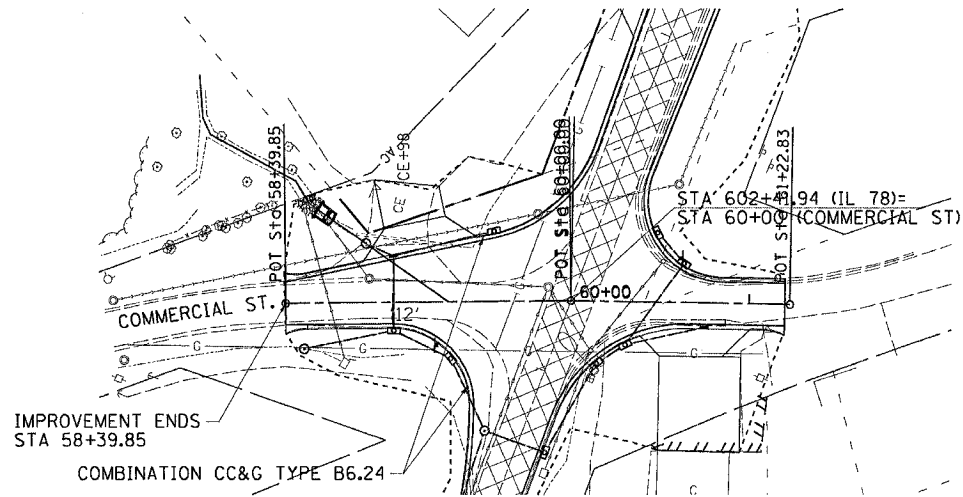 AC
CE+98
CE
POT Sta 58+39.85
POT Sta 60+00.00
POT Sta 61+22.83
STA 602+41.94 (IL 78)=
STA 60+00 (COMMERCIAL ST)
60+00
COMMERCIAL ST.
12'
G
G
G
G
IMPROVEMENT ENDS
STA 58+39.85
COMBINATION CC&G TYPE B6.24